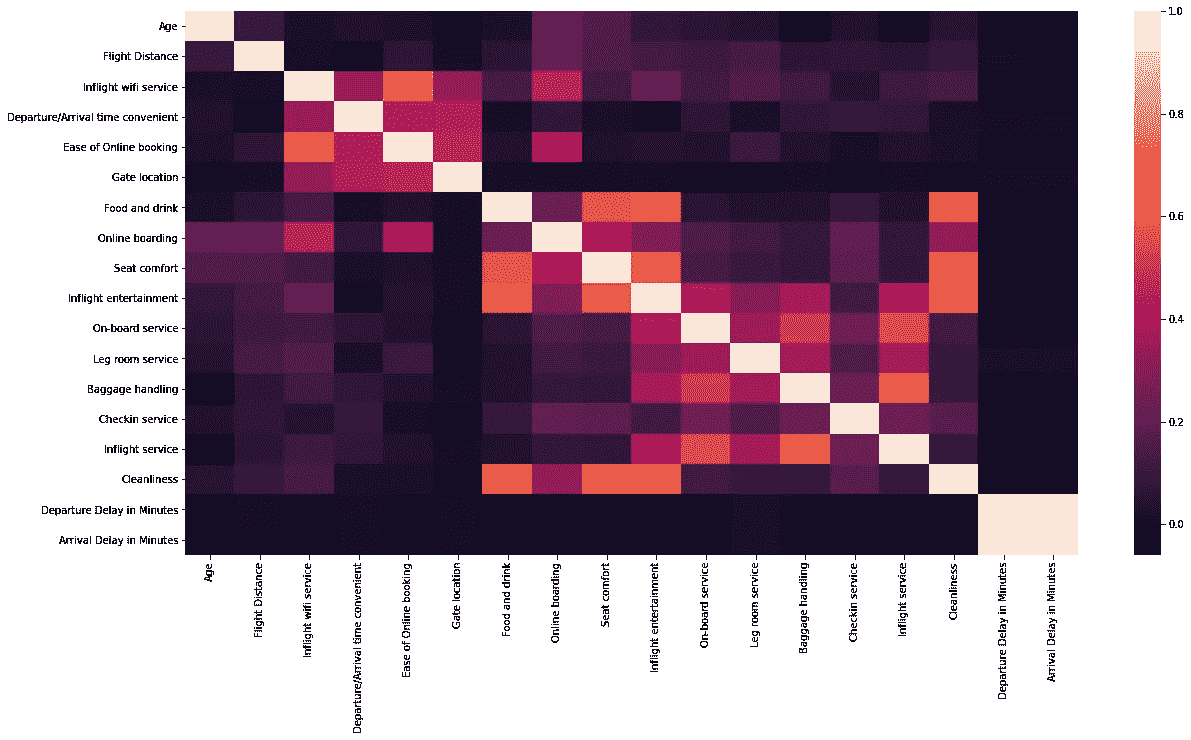 Age
Flight Distance
Inflight wifi service
Departure/Arrival time convenient
Ease of Online booking
Gate location
Food and drink
Online boarding
Seat comfort
Inflight entertainment
On-board service
Leg room service
Baggage handling
Checkin service
Inflight service
Cleanliness
Departure Delay in Minutes
Arrival Delay in Minutes
Age
Flight Distance
Inflight wifi service
Departure/Arrival time convenient
Ease of Online booking
Gate location
Food and drink
Online boarding
Seat comfort
Inflight entertainment
On-board service
Leg room service
Baggage handling
Checkin service
Inflight service
Cleanliness
Departure Delay in Minutes
Arrival Delay in Minutes
1.0
0.8
0.6
0.4
0.2
0.0